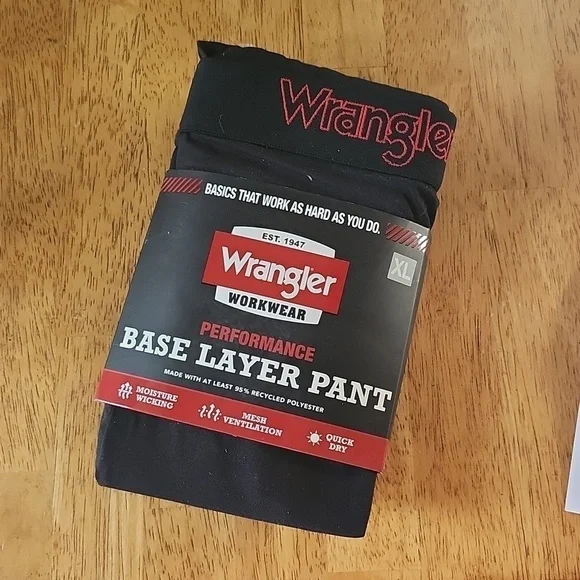 Wrangler
BASICS THAT WORK AS HARD AS YOU DO.
XL
EST. 1947
Wrangler
WORKWEAR
PERFORMANCE
BASE LAYER PANT
MADE WITH AT LEAST 95% RECYCLED POLYESTER
MOISTURE
WICKING
MESH
VENTILATION
QUICK
DRY